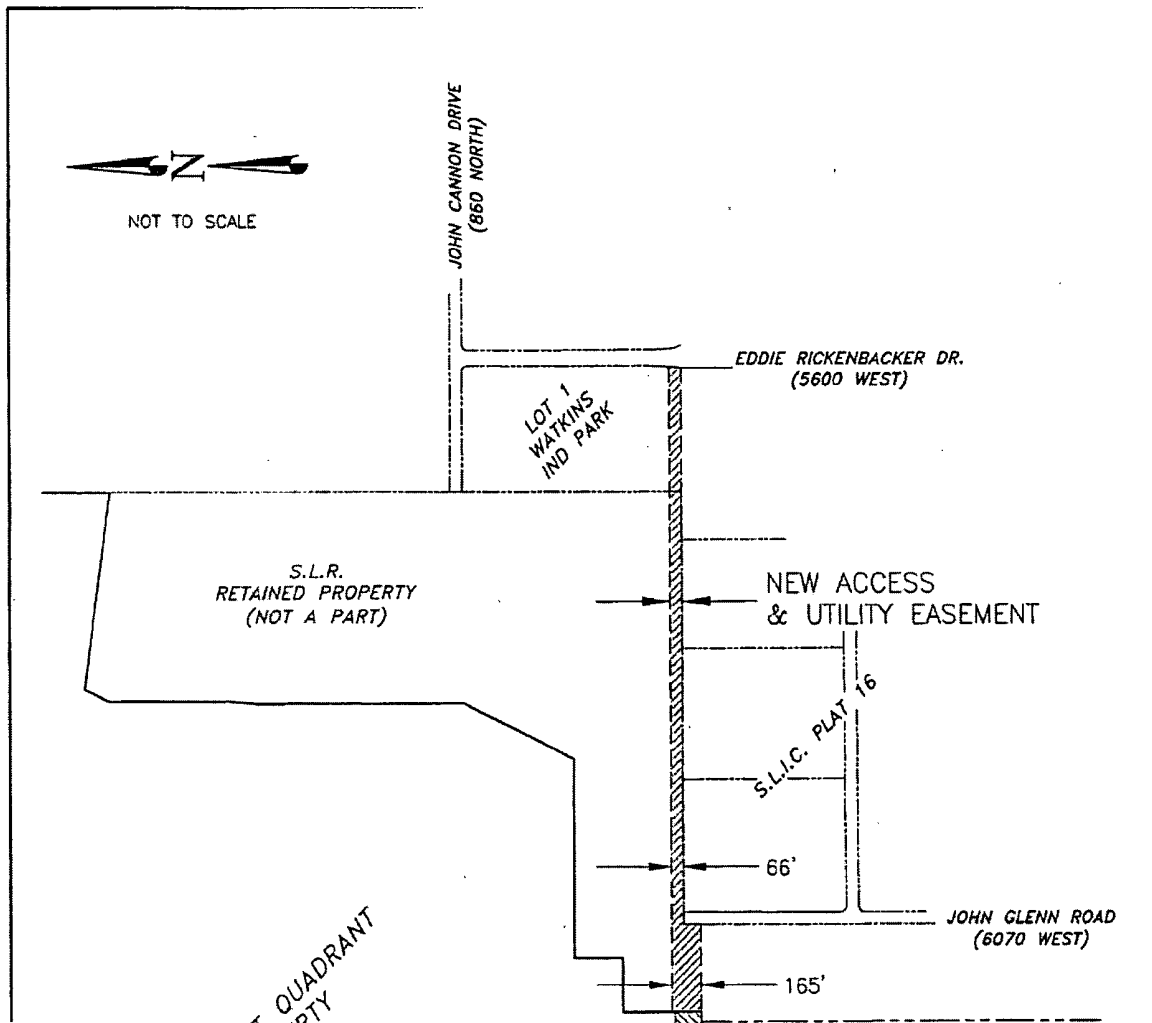 JOHN CANNON DRIVE
(860 NORTH)
N
NOT TO SCALE
EDDIE RICKENBACKER DR.
(5600 WEST)
LOT 1
WATKINS
IND PARK
S.L.R.
RETAINED PROPERTY
(NOT A PART)
NEW ACCESS
& UTILITY EASEMENT
S.L.I.C. PLAT 16
66'
JOHN GLENN ROAD
(6070 WEST)
QUADRANT
165'